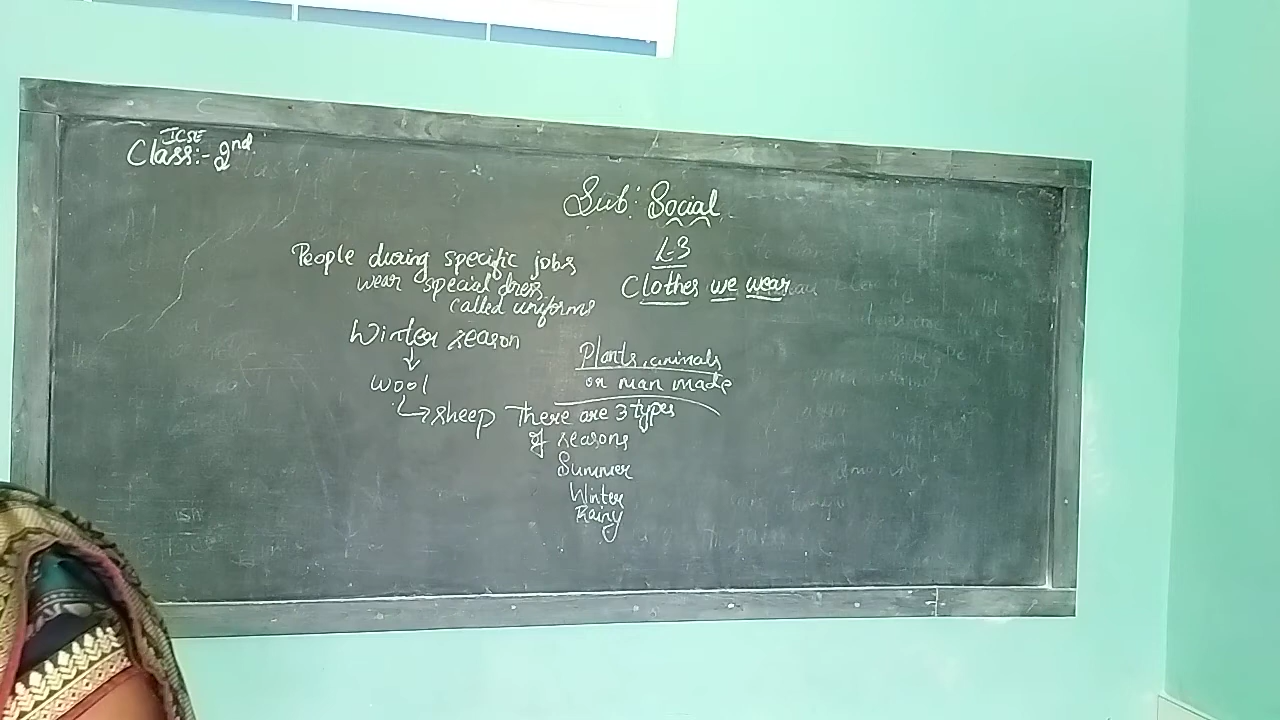 ICSE
Class:- 2nd
Sub: Social
L-3
Clothes we wear
People during specific jobs
wear special dress
called uniforms
Winter season
wool
sheep
Plants, animals
or man made
There are 3 types
of seasons
Summer
Winter
Rainy